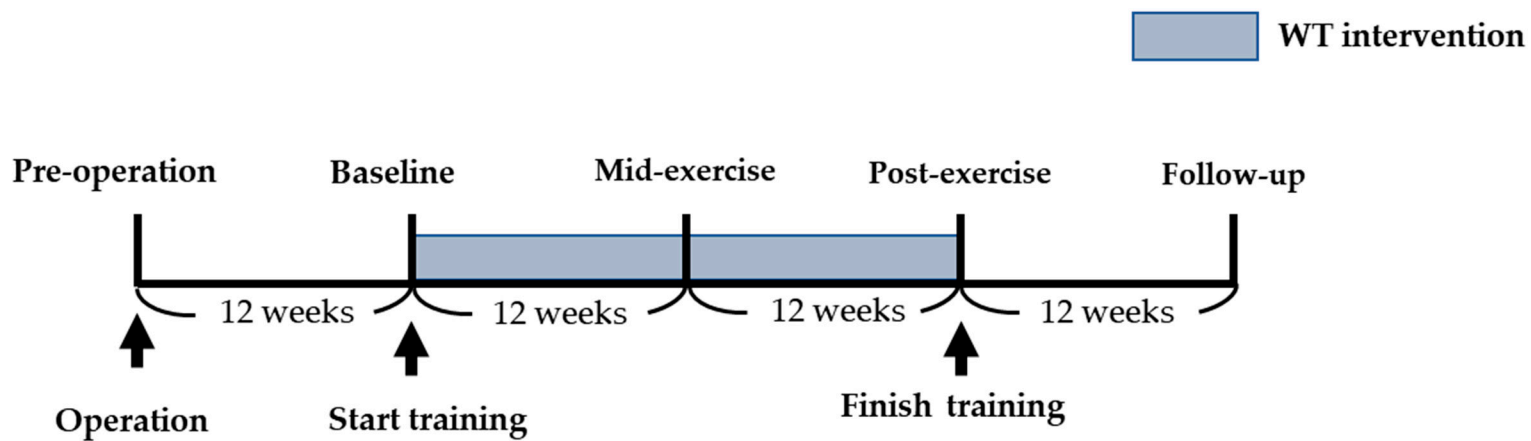 WT intervention
Pre-operation
Baseline
Mid-exercise
Post-exercise
Follow-up
12 weeks
12 weeks
12 weeks
12 weeks
Operation
Start training
Finish training